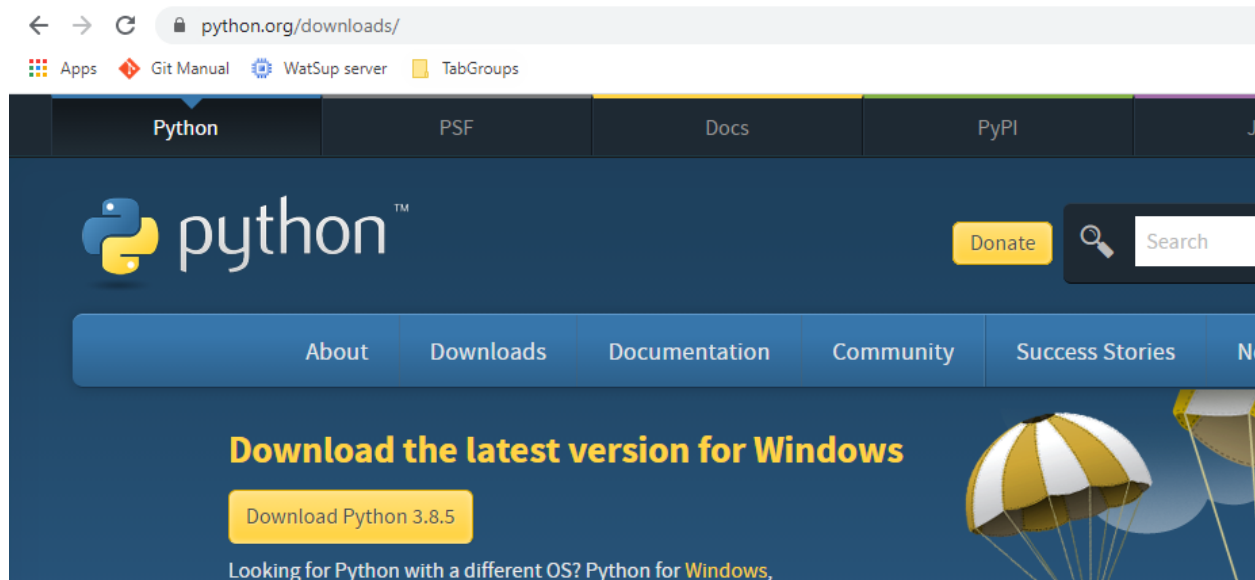 python.org/downloads/
Apps Git Manual WatSup server TabGroups
Python PSF Docs PyPI
python™
Donate Search
About Downloads Documentation Community Success Stories
Download the latest version for Windows
Download Python 3.8.5
Looking for Python with a different OS? Python for Windows,